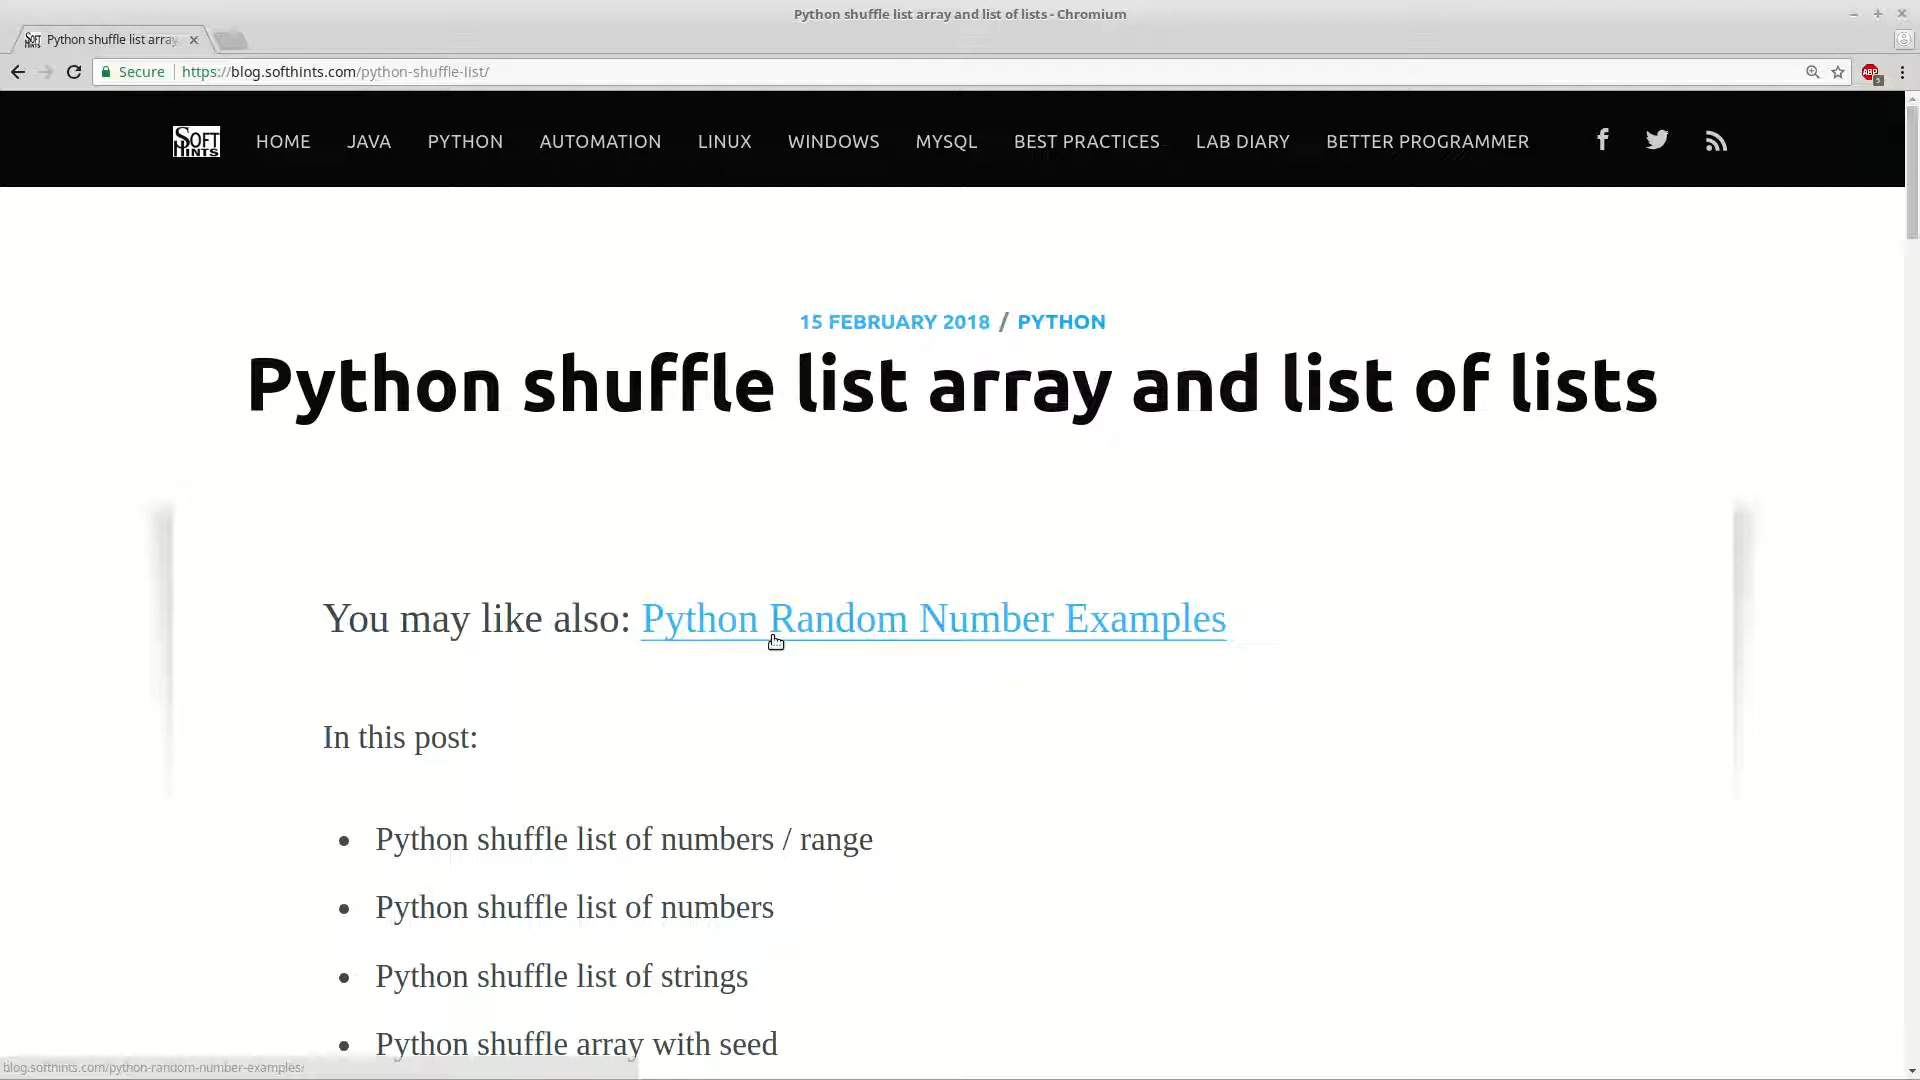 Python shuffle list array and list of lists - Chromium
Python shuffle list array
Secure https://blog.softhints.com/python-shuffle-list/
ABP
5
SOFT HINTS
HOME JAVA PYTHON AUTOMATION LINUX WINDOWS MYSQL BEST PRACTICES LAB DIARY BETTER PROGRAMMER
15 FEBRUARY 2018 / PYTHON
Python shuffle list array and list of lists
You may like also: Python Random Number Examples
In this post:
Python shuffle list of numbers / range
Python shuffle list of numbers
Python shuffle list of strings
Python shuffle array with seed
blog.softhints.com/python-random-number-examples/